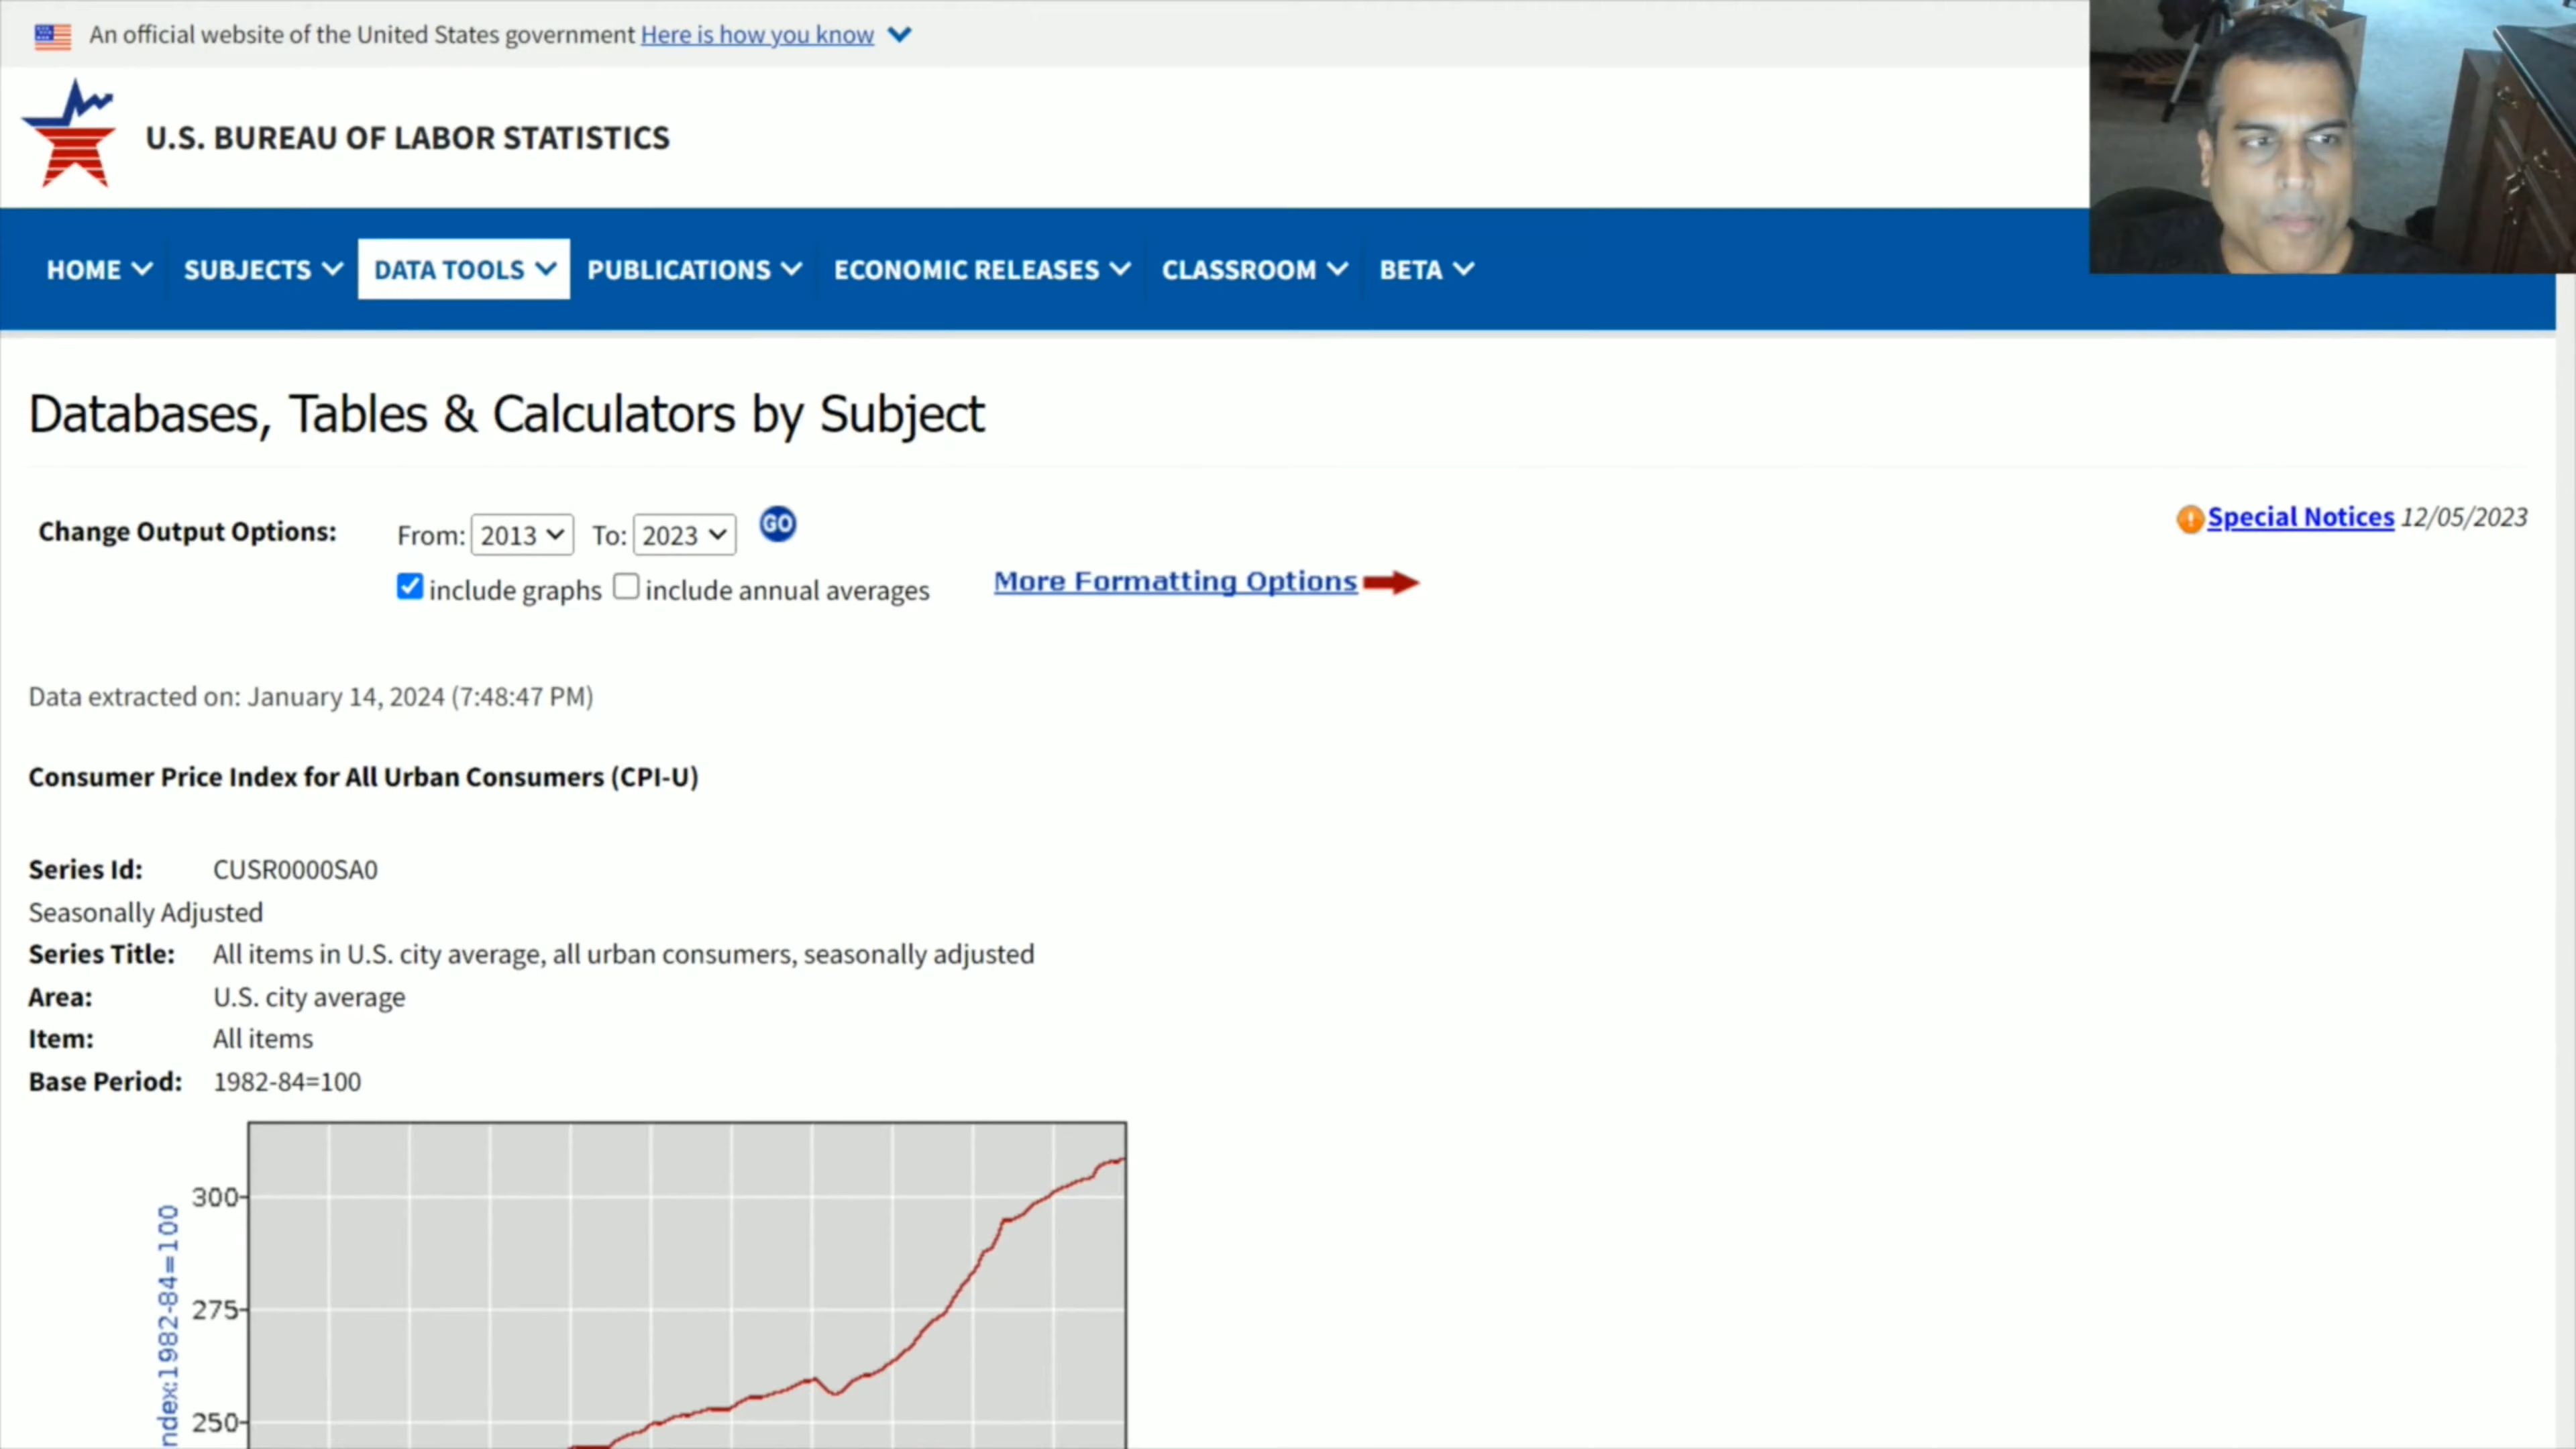 An official website of the United States government Here is how you know
U.S. BUREAU OF LABOR STATISTICS
HOME SUBJECTS DATA TOOLS PUBLICATIONS ECONOMIC RELEASES CLASSROOM BETA
Databases, Tables & Calculators by Subject
Change Output Options: From: 2013 To: 2023 GO
Special Notices 12/05/2023
include graphs include annual averages More Formatting Options
Data extracted on: January 14, 2024 (7:48:47 PM)
Consumer Price Index for All Urban Consumers (CPI-U)
Series Id: CUSR0000SA0
Seasonally Adjusted
Series Title: All items in U.S. city average, all urban consumers, seasonally adjusted
Area: U.S. city average
Item: All items
Base Period: 1982-84=100
300
275
250
ndex:1982-84=100